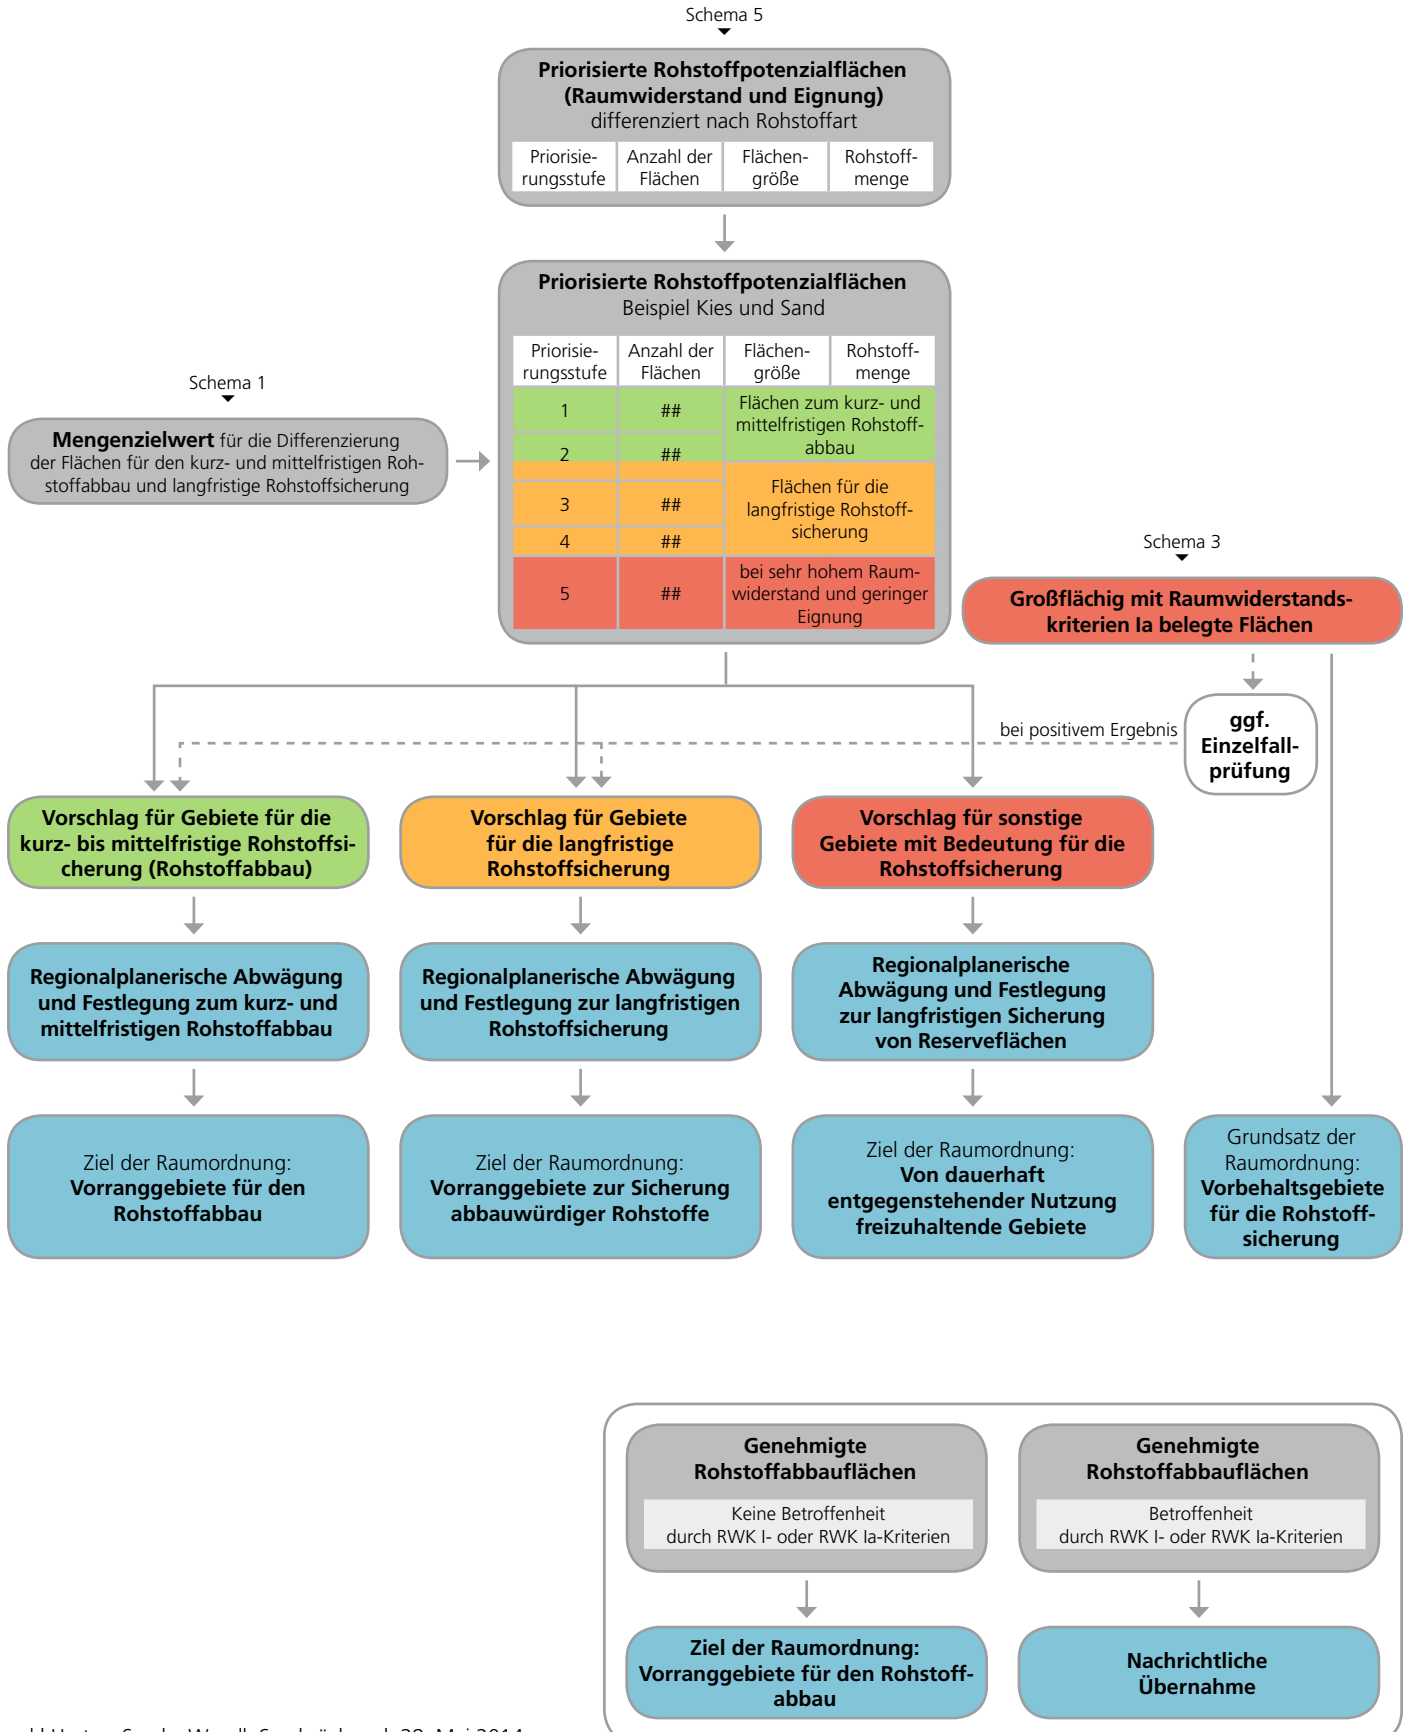 Schema 5
Priorisierte Rohstoffpotenzialflächen
(Raumwiderstand und Eignung)
differenziert nach Rohstoffart
Priorisie-
rungsstufe
Anzahl der
Flächen
Flächen-
größe
Rohstoff-
menge
Priorisierte Rohstoffpotenzialflächen
Beispiel Kies und Sand
Priorisie-
rungsstufe
Anzahl der
Flächen
Flächen-
größe
Rohstoff-
menge
1
##
2
##
Flächen zum kurz- und
mittelfristigen Rohstoff-
abbau
3
##
4
##
Flächen für die
langfristige Rohstoff-
sicherung
5
##
bei sehr hohem Raum-
widerstand und geringer
Eignung
Schema 1
Mengenzielwert für die Differenzierung
der Flächen für den kurz- und mittelfristigen Roh-
stoffabbau und langfristige Rohstoffsicherung
Schema 3
Großflächig mit Raumwiderstands-
kriterien Ia belegte Flächen
bei positivem Ergebnis
ggf.
Einzelfall-
prüfung
Vorschlag für Gebiete für die
kurz- bis mittelfristige Rohstoffsi-
cherung (Rohstoffabbau)
Vorschlag für Gebiete
für die langfristige
Rohstoffsicherung
Vorschlag für sonstige
Gebiete mit Bedeutung für die
Rohstoffsicherung
Regionalplanerische Abwägung
und Festlegung zum kurz- und
mittelfristigen Rohstoffabbau
Regionalplanerische Abwägung
und Festlegung zur langfristigen
Rohstoffsicherung
Regionalplanerische
Abwägung und Festlegung
zur langfristigen Sicherung
von Reserveflächen
Ziel der Raumordnung:
Vorranggebiete für den
Rohstoffabbau
Ziel der Raumordnung:
Vorranggebiete zur Sicherung
abbauwürdiger Rohstoffe
Ziel der Raumordnung:
Von dauerhaft
entgegenstehender Nutzung
freizuhaltende Gebiete
Grundsatz der
Raumordnung:
Vorbehaltsgebiete
für die Rohstoff-
sicherung
Genehmigte
Rohstoffabbauflächen
Keine Betroffenheit
durch RWK I- oder RWK Ia-Kriterien
Ziel der Raumordnung:
Vorranggebiete für den Rohstoff-
abbau
Genehmigte
Rohstoffabbauflächen
Betroffenheit
durch RWK I- oder RWK Ia-Kriterien
Nachrichtliche
Übernahme